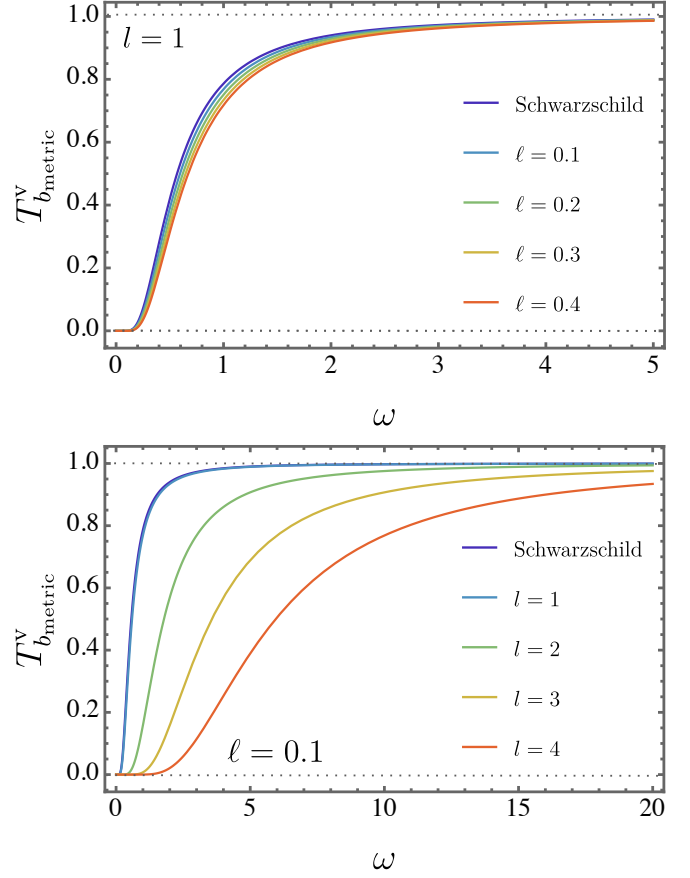 1.0
l = 1
0.8
Schwarzschild
ℓ = 0.1
0.6
ℓ = 0.2
0.4
ℓ = 0.3
0.2
ℓ = 0.4
0.0
T^v_{b_metric}
0 1 2 3 4 5
ω
1.0
0.8
Schwarzschild
l = 1
0.6
l = 2
0.4
l = 3
0.2
l = 4
ℓ = 0.1
0.0
T^v_{b_metric}
0 5 10 15 20
ω